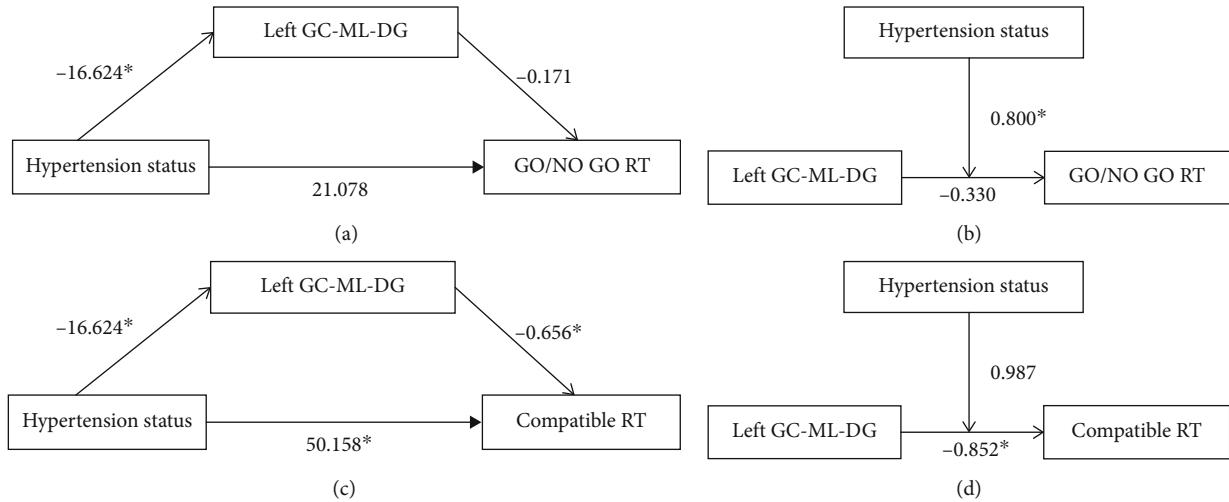 Left GC-ML-DG
–16.624*
–0.171
Hypertension status
GO/NO GO RT
21.078
(a)
Hypertension status
0.800*
Left GC-ML-DG
GO/NO GO RT
–0.330
(b)
Left GC-ML-DG
–16.624*
–0.656*
Hypertension status
Compatible RT
50.158*
(c)
Hypertension status
0.987
Left GC-ML-DG
Compatible RT
–0.852*
(d)